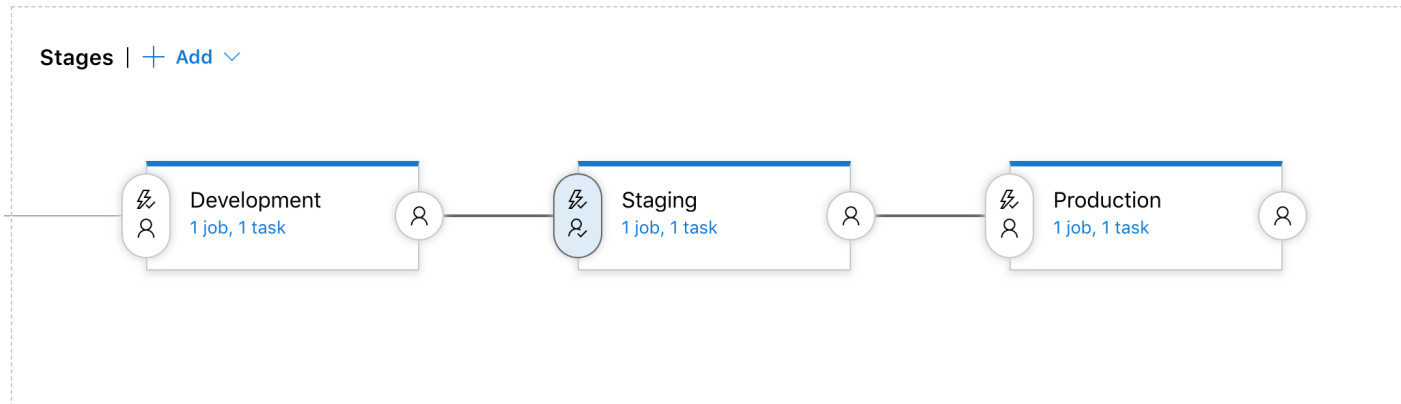 Stages | + Add
Development
1 job, 1 task
Staging
1 job, 1 task
Production
1 job, 1 task